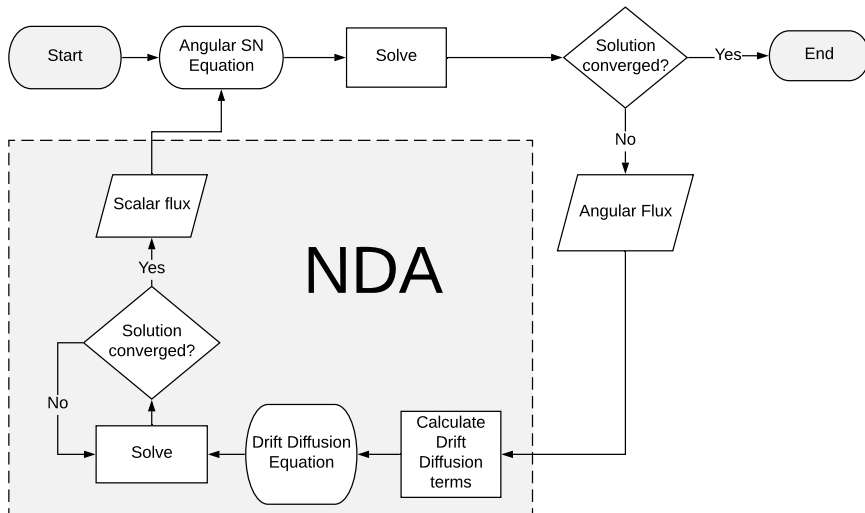 Start
Angular SN
Equation
Solve
Solution
converged?
Yes
End
No
Angular Flux
Scalar flux
NDA
Yes
Solution
converged?
No
Solve
Drift Diffusion
Equation
Calculate
Drift
Diffusion
terms